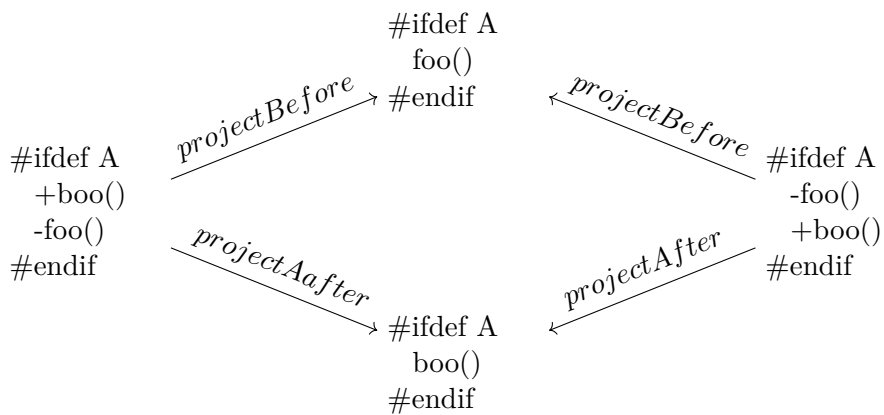 #ifdef A
foo()
#endif
projectBefore
projectBefore
#ifdef A
+boo()
-foo()
#endif
#ifdef A
-foo()
+boo()
#endif
projectAafter
projectAfter
#ifdef A
boo()
#endif